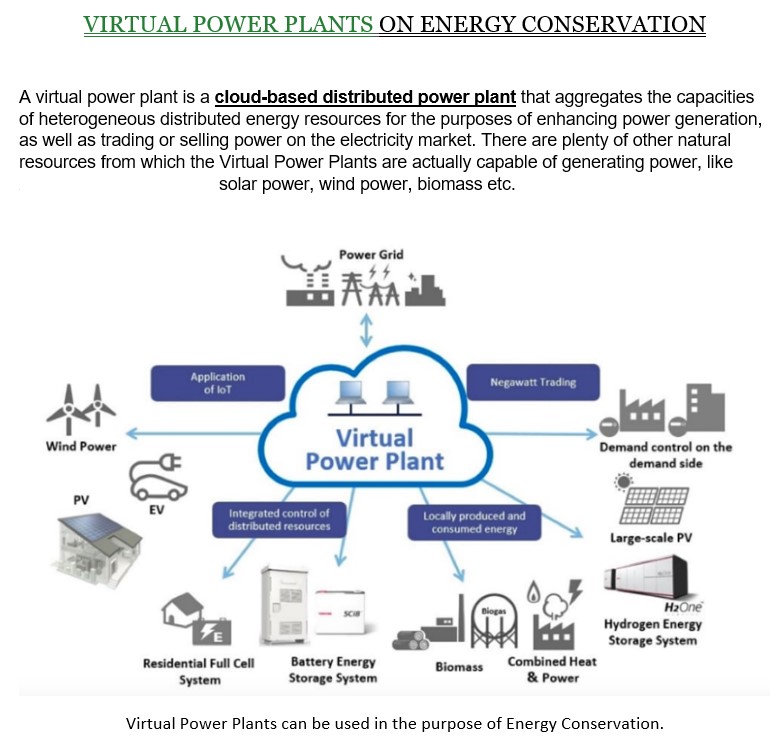 VIRTUAL POWER PLANTS ON ENERGY CONSERVATION
A virtual power plant is a cloud-based distributed power plant that aggregates the capacities
of heterogeneous distributed energy resources for the purposes of enhancing power generation,
as well as trading or selling power on the electricity market. There are plenty of other natural
resources from which the Virtual Power Plants are actually capable of generating power, like
solar power, wind power, biomass etc.
Power Grid
Application
of IoT
Negawatt Trading
Virtual
Power Plant
Wind Power
Demand control on the
demand side
EV
PV
Integrated control of
distributed resources
Locally produced and
consumed energy
Large-scale PV
E
SCiB
Biogas
H2One
Hydrogen Energy
Storage System
Residential Full Cell
System
Battery Energy
Storage System
Biomass
Combined Heat
& Power
Virtual Power Plants can be used in the purpose of Energy Conservation.